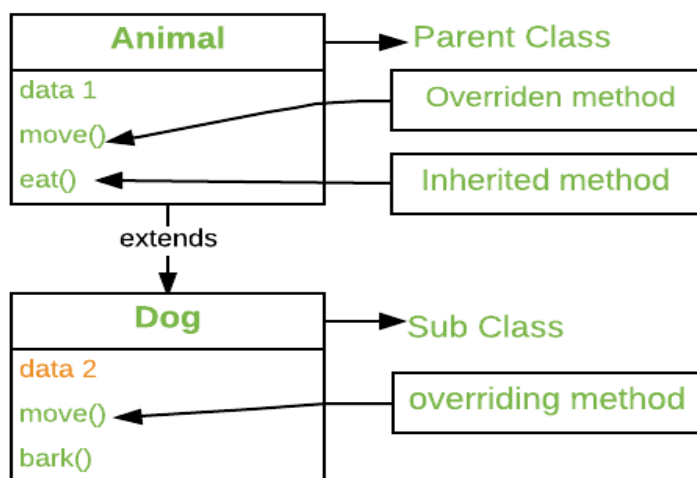 Animal
Parent Class
data 1
Overriden method
move()
eat()
Inherited method
extends
Dog
Sub Class
data 2
move()
overriding method
bark()